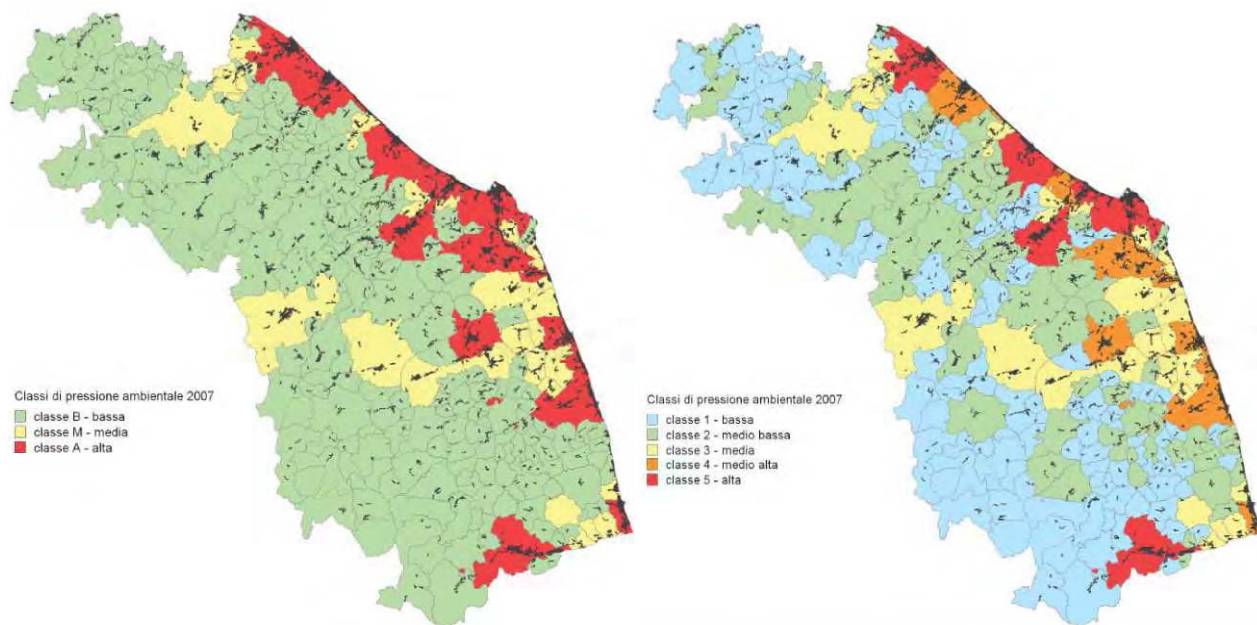 Classi di pressione ambientale 2007
classe B - bassa
classe M - media
classe A - alta
Classi di pressione ambientale 2007
classe 1 - bassa
classe 2 - medio bassa
classe 3 - media
classe 4 - medio alta
classe 5 - alta